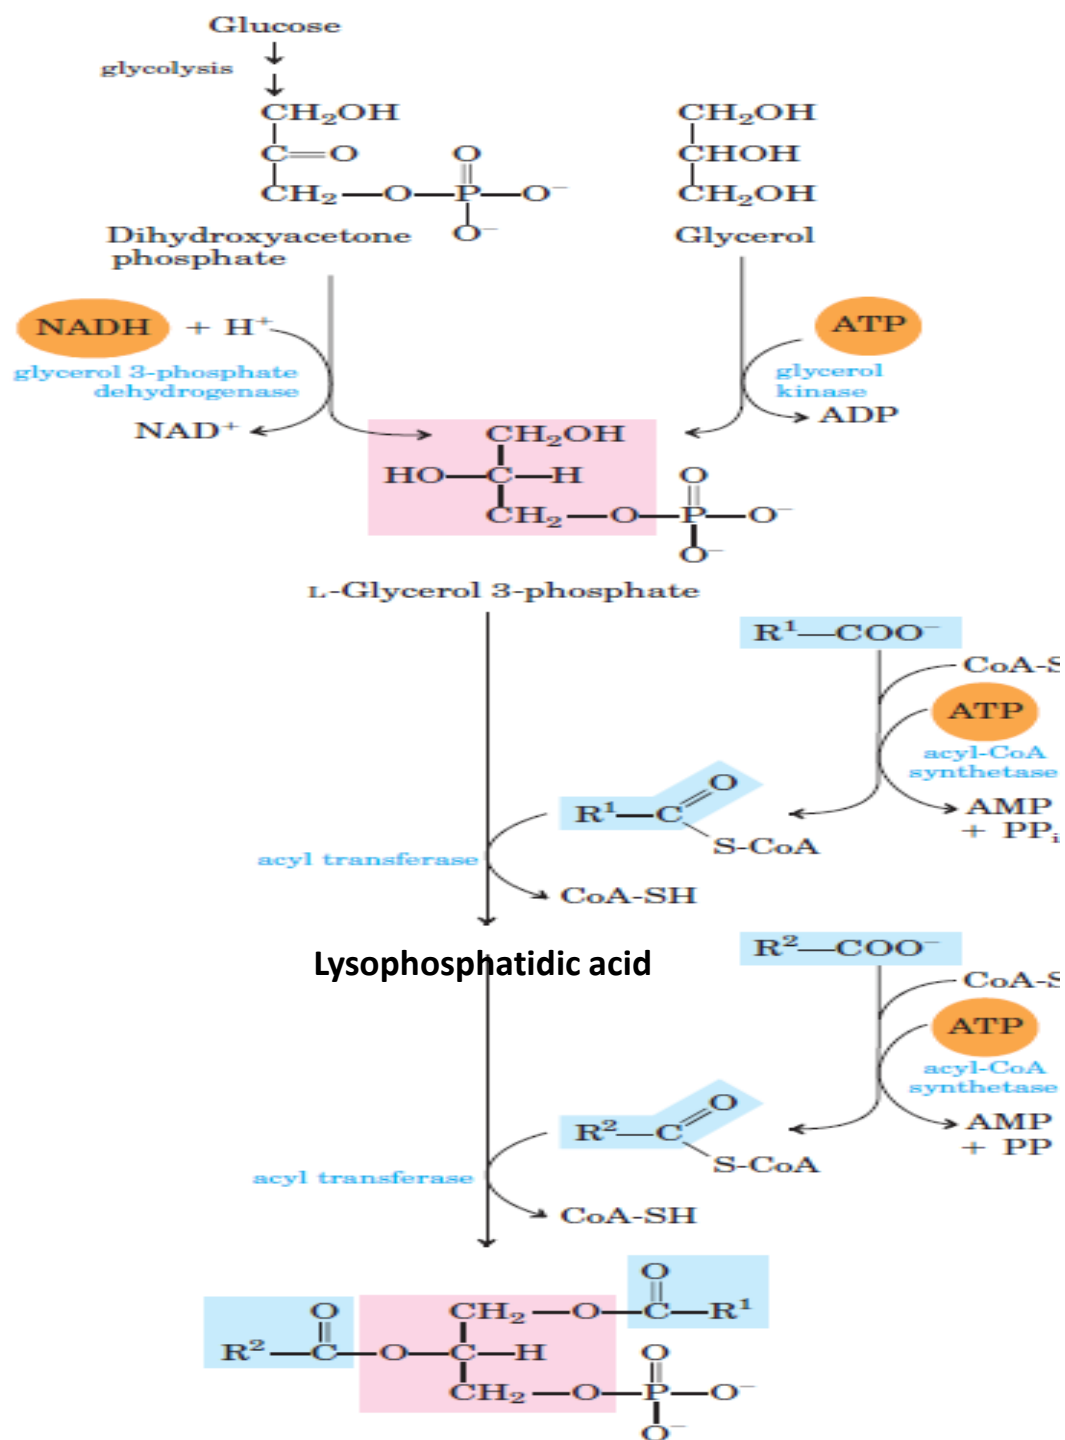 Glucose
glycolysis
CH₂OH
C═O
CH₂—O—P—O⁻
O
O⁻
Dihydroxyacetone
phosphate
CH₂OH
CHOH
CH₂OH
Glycerol
NADH + H⁺
glycerol 3-phosphate
dehydrogenase
NAD⁺
ATP
glycerol
kinase
ADP
CH₂OH
HO—C—H
CH₂—O—P—O⁻
O
O⁻
L-Glycerol 3-phosphate
R¹—COO⁻
CoA-S
ATP
acyl-CoA
synthetase
AMP
+ PPᵢ
O
R¹—C
S-CoA
acyl transferase
CoA-SH
Lysophosphatidic acid
R²—COO⁻
CoA-S
ATP
acyl-CoA
synthetase
AMP
+ PP
O
R²—C
S-CoA
acyl transferase
CoA-SH
O
CH₂—O—C—R¹
O
R²—C—O—C—H
O
CH₂—O—P—O⁻
O⁻